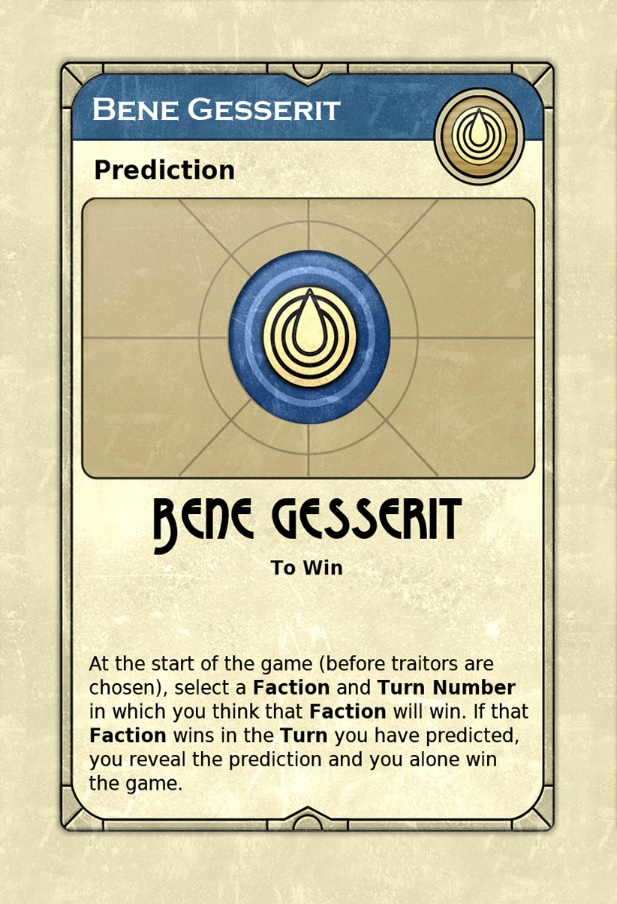 BENE GESSERIT
Prediction
BENE GESSERIT
To Win
At the start of the game (before traitors are
chosen), select a Faction and Turn Number
in which you think that Faction will win. If that
Faction wins in the Turn you have predicted,
you reveal the prediction and you alone win
the game.